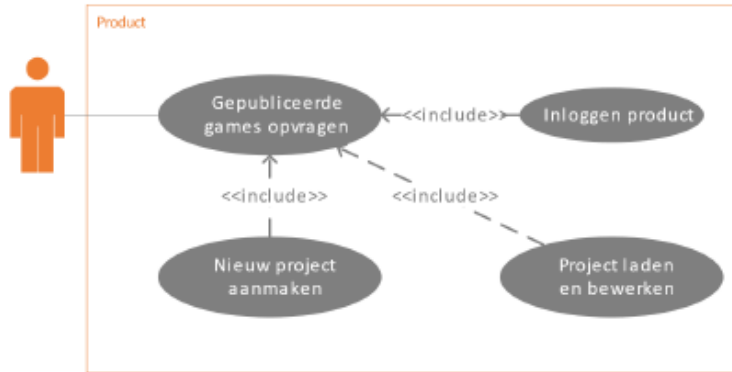 Product
Gepubliceerde
games opvragen
<<include>>
Inloggen product
<<include>>
<<include>>
Nieuw project
aanmaken
Project laden
en bewerken